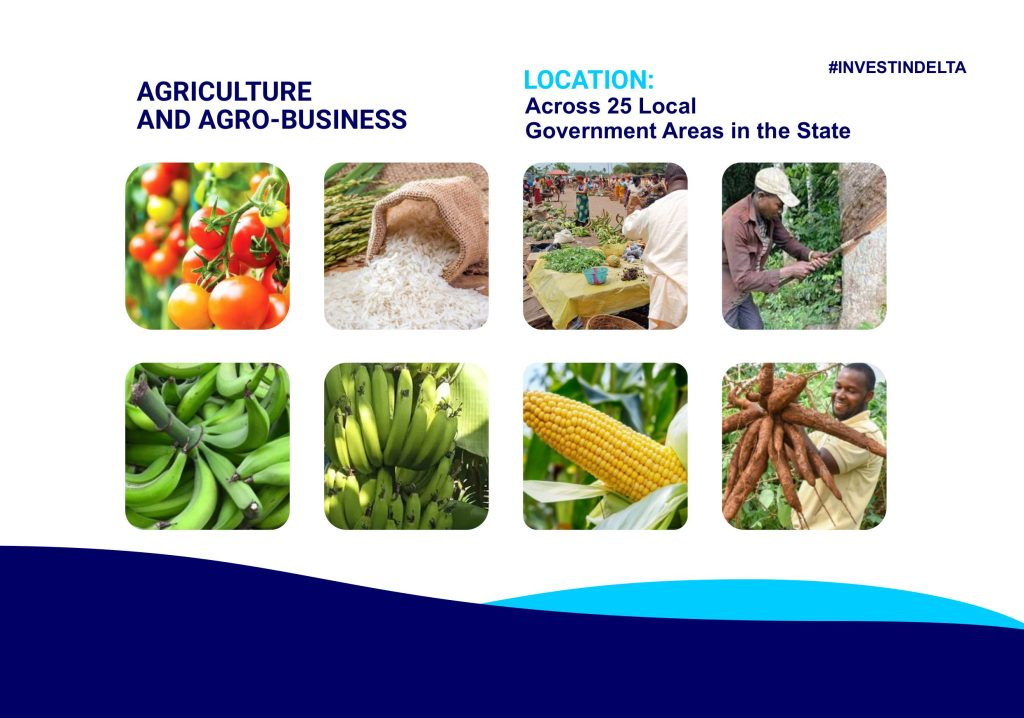 AGRICULTURE
AND AGRO-BUSINESS
LOCATION:
Across 25 Local
Government Areas in the State
#INVESTINDELTA